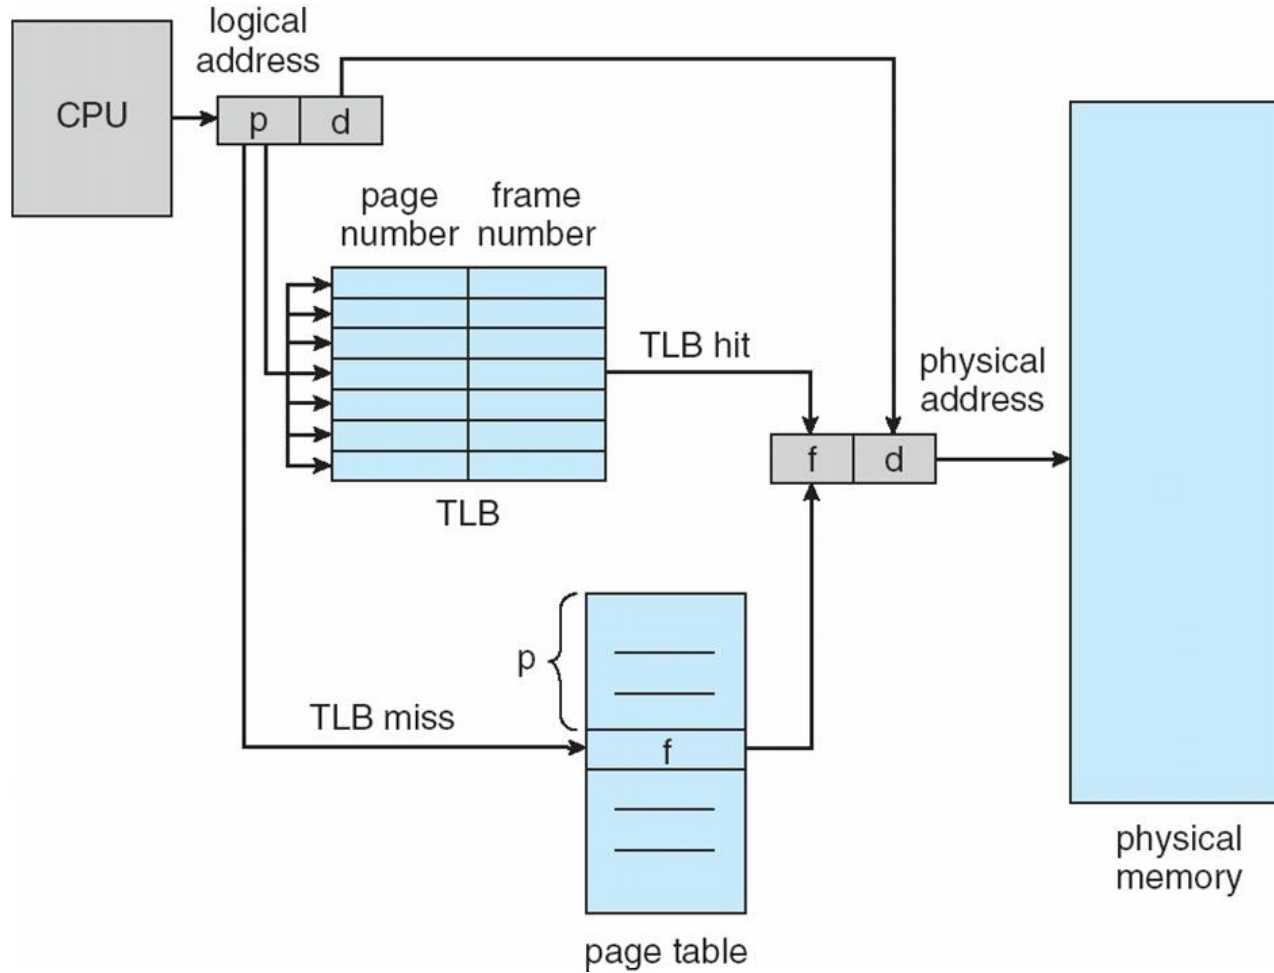 logical
address
CPU
p
d
page
number
frame
number
TLB hit
physical
address
f
d
TLB
p
TLB miss
f
physical
memory
page table